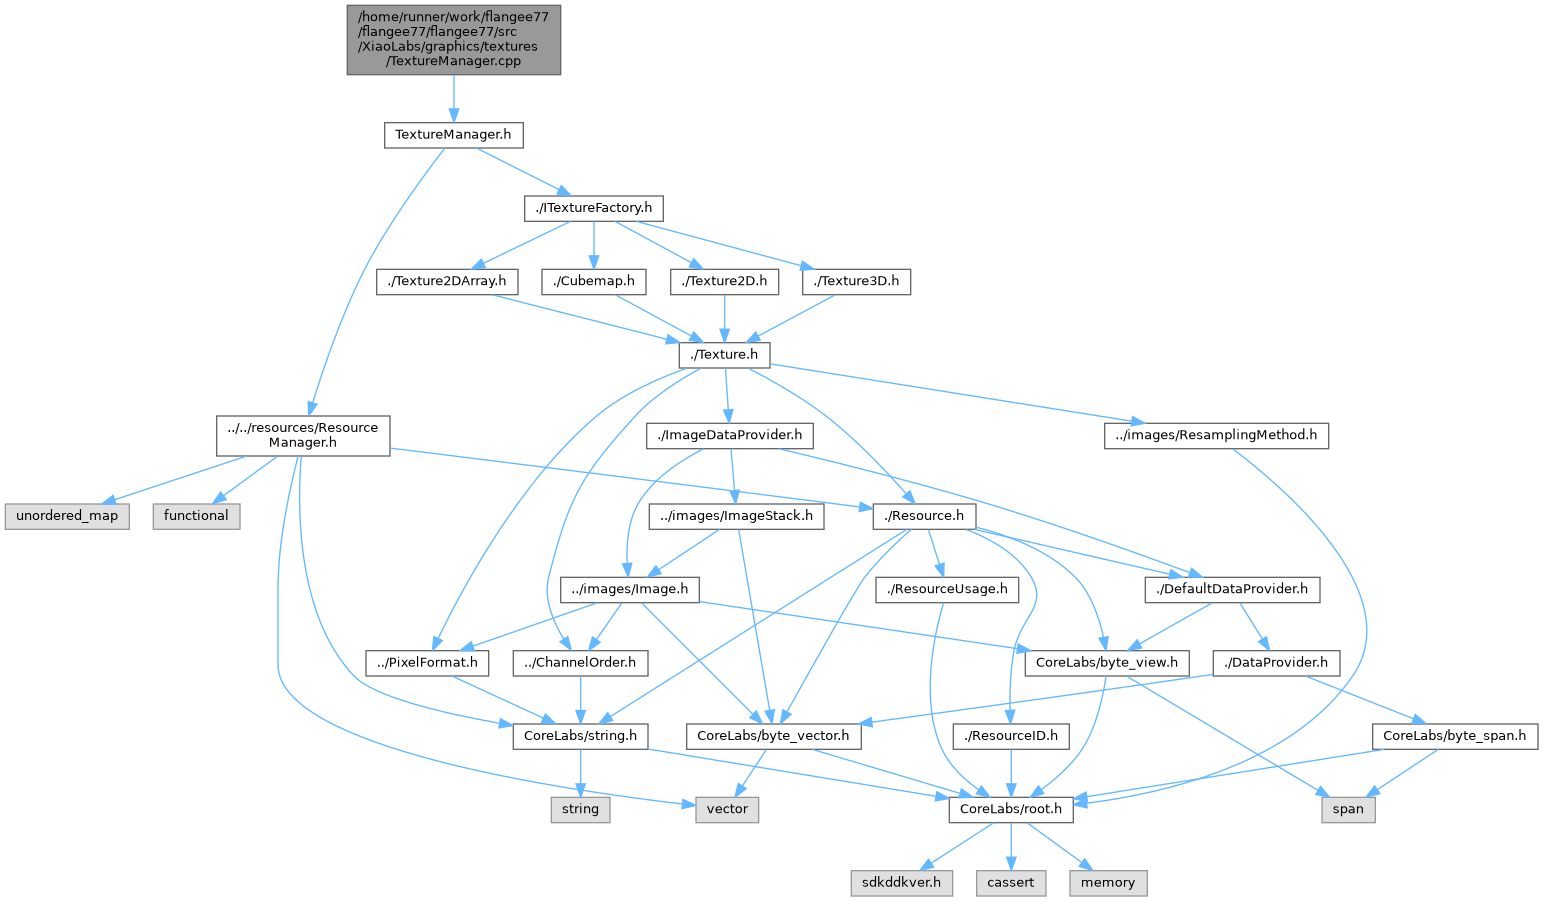 /home/runner/work/flangee77
/flangee77/flangee77/src
/XiaoLabs/graphics/textures
/TextureManager.cpp
TextureManager.h
./ITextureFactory.h
./Texture2DArray.h
./Cubemap.h
./Texture2D.h
./Texture3D.h
./Texture.h
../../resources/Resource
Manager.h
./ImageDataProvider.h
../images/ResamplingMethod.h
unordered_map
functional
../images/ImageStack.h
./Resource.h
../images/Image.h
./ResourceUsage.h
./DefaultDataProvider.h
../PixelFormat.h
../ChannelOrder.h
CoreLabs/byte_view.h
./DataProvider.h
CoreLabs/string.h
CoreLabs/byte_vector.h
./ResourceID.h
CoreLabs/byte_span.h
string
vector
CoreLabs/root.h
span
sdkddkver.h
cassert
memory